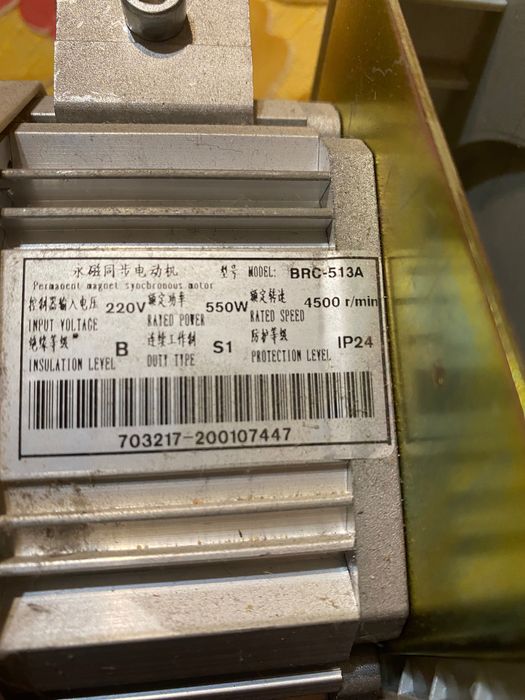 永磁同步电动机 型号 MODEL: BRC-513A
Permanent magnet synchronous motor
控制器输入电压 220V 额定功率 550W 额定转速 4500 r/min
INPUT VOLTAGE RATED POWER RATED SPEED
绝缘等级 B 连续工作制 S1 防护等级 IP24
INSULATION LEVEL DUTY TYPE PROTECTION LEVEL
703217-200107447